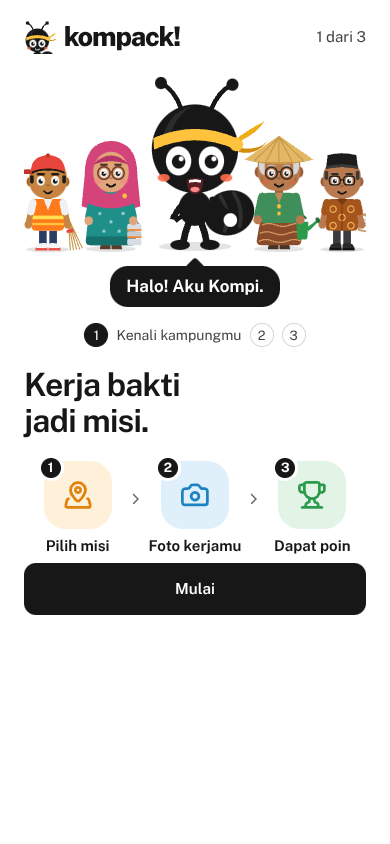 kompack!
1 dari 3
Halo! Aku Kompi.
1 Kenali kampungmu 2 3
Kerja bakti
jadi misi.
1 2 3
Pilih misi Foto kerjamu Dapat poin
Mulai